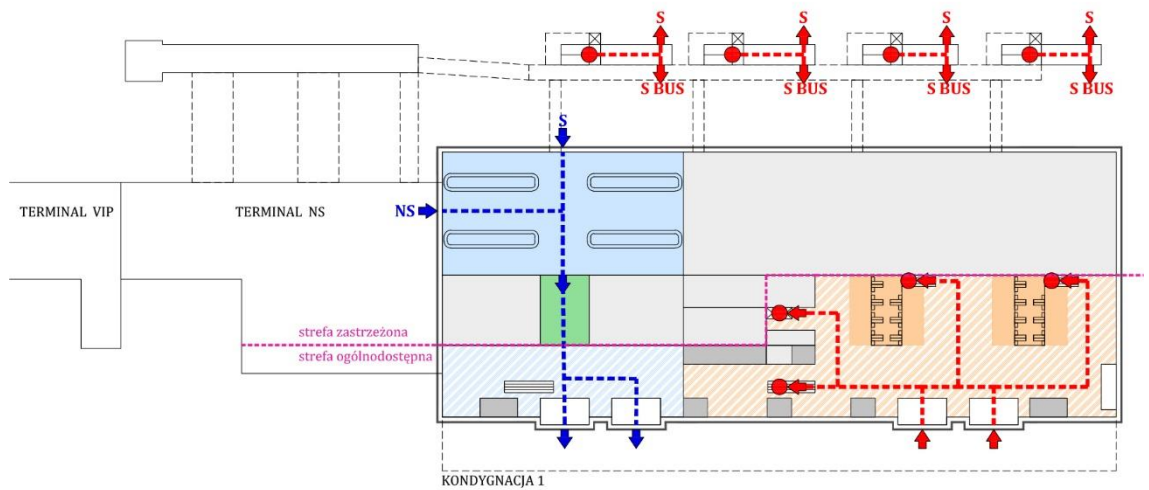 S S S S
S BUS S BUS S BUS S BUS
S
TERMINAL VIP TERMINAL NS NS
strefa zastrzeżona
strefa ogólnodostępna
KONDYGNACJA 1